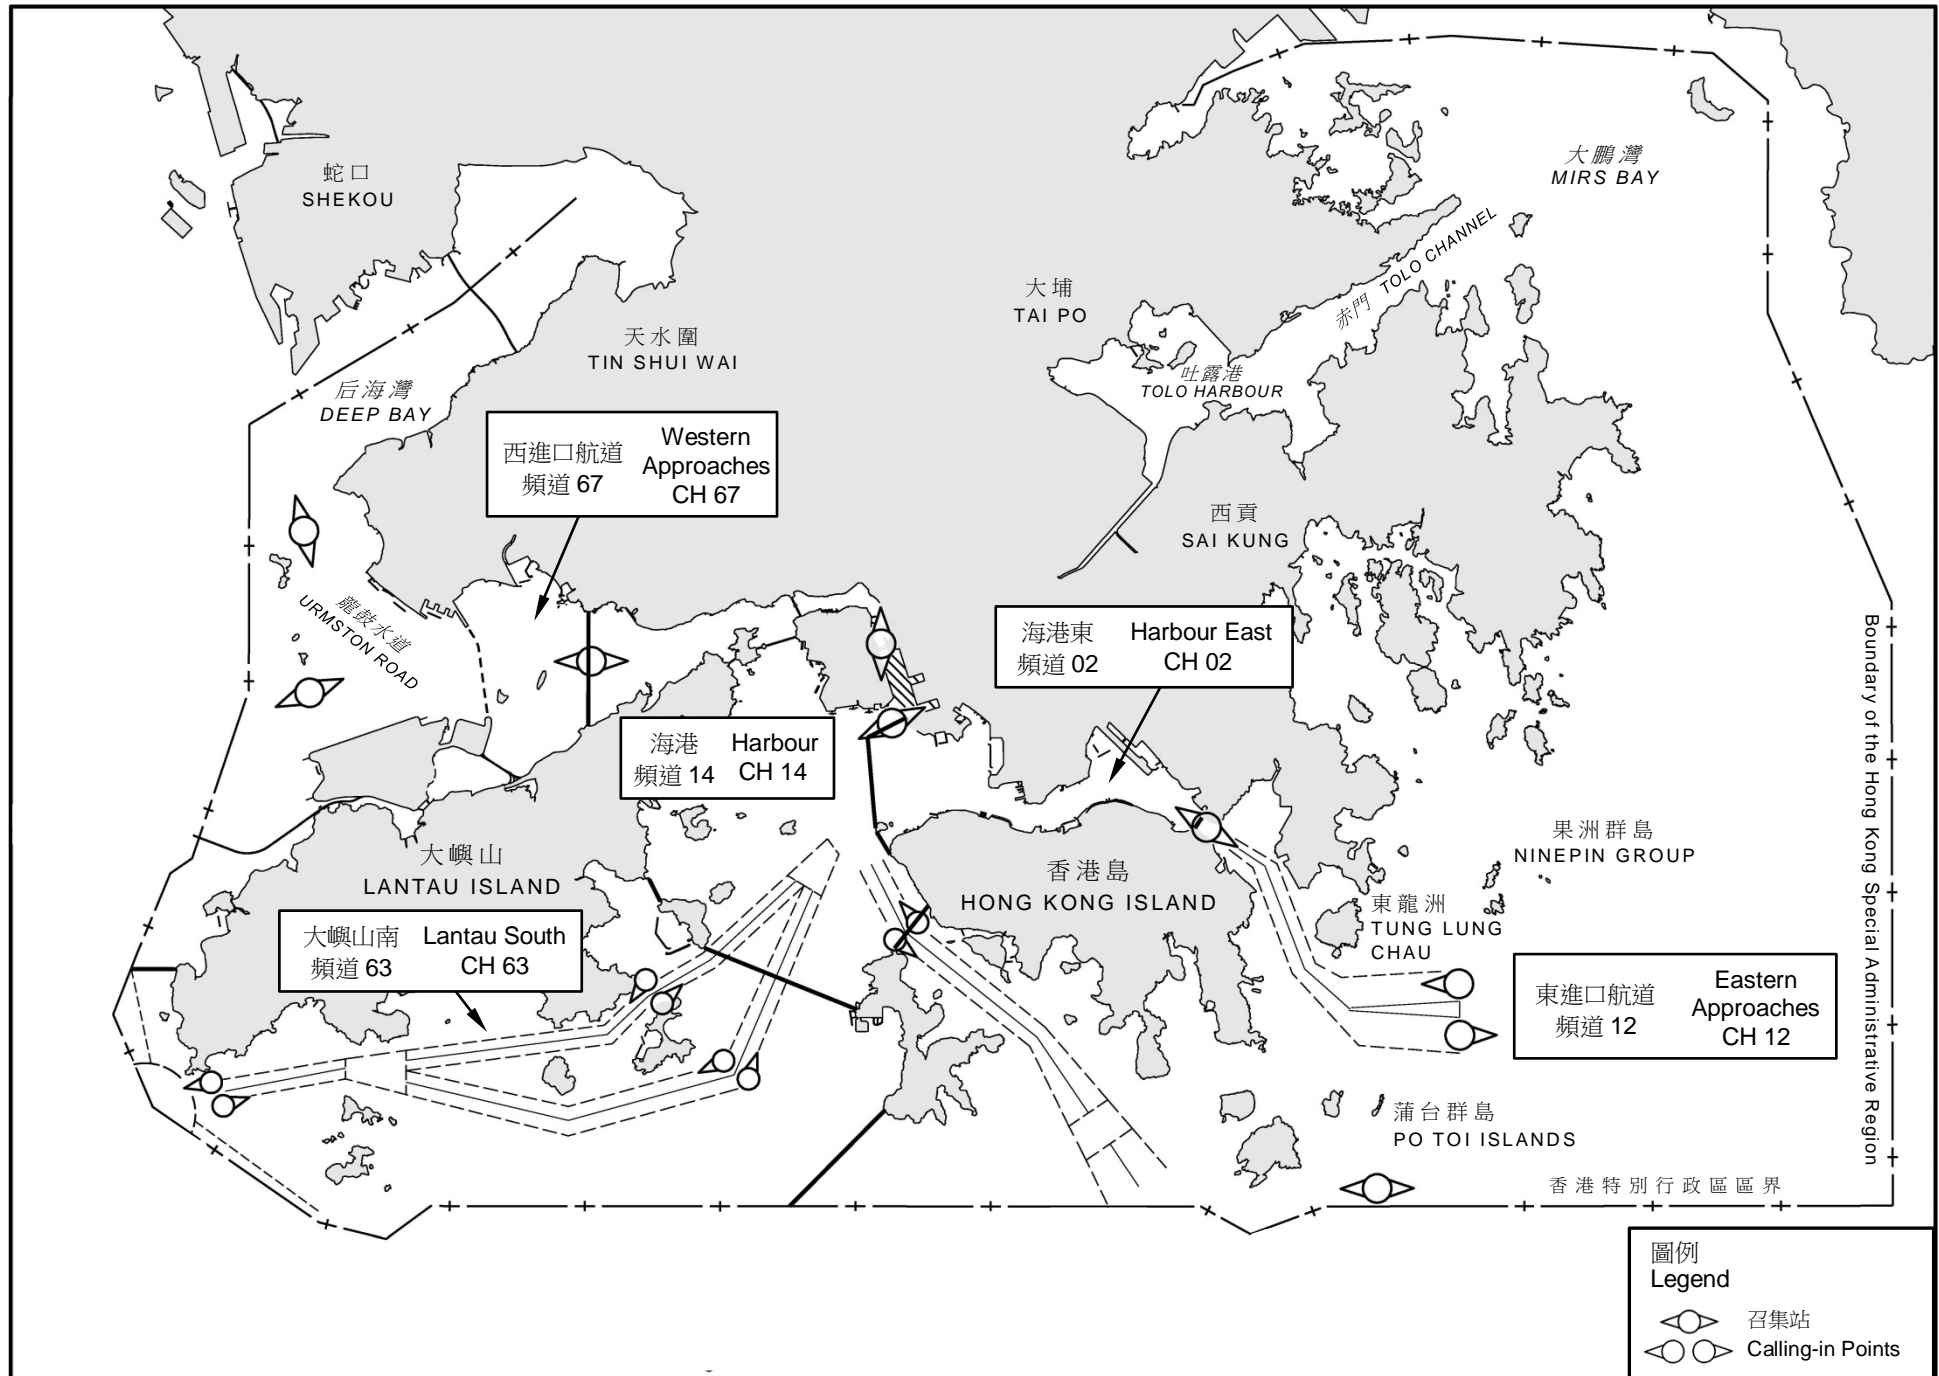 大鵬灣
MIRS BAY
蛇口
SHEKOU
赤門 TOLO CHANNEL
大埔
TAI PO
天水圍
TIN SHUI WAI
吐露港
TOLO HARBOUR
后海灣
DEEP BAY
西進口航道
頻道 67
Western
Approaches
CH 67
西貢
SAI KUNG
龍鼓水道
URMSTON ROAD
海港東
頻道 02
Harbour East
CH 02
Boundary of the Hong Kong Special Administrative Region
海港
頻道 14
Harbour
CH 14
果洲群島
NINEPIN GROUP
大嶼山
LANTAU ISLAND
香港島
HONG KONG ISLAND
東龍洲
TUNG LUNG
CHAU
大嶼山南
頻道 63
Lantau South
CH 63
東進口航道
頻道 12
Eastern
Approaches
CH 12
蒲台群島
PO TOI ISLANDS
香港特別行政區區界
圖例
Legend
召集站
Calling-in Points